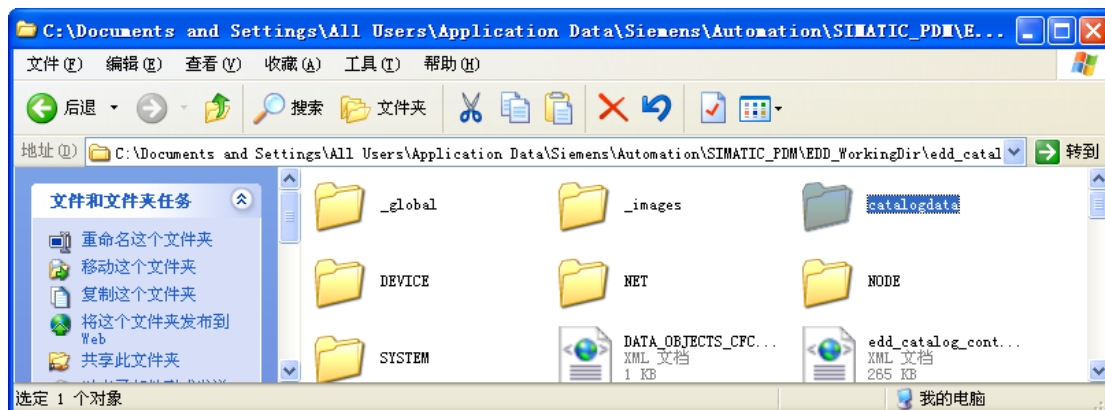 C:\Documents and Settings\All Users\Application Data\Siemens\Automation\SIMATIC_PDM\E...
文件(F) 编辑(E) 查看(V) 收藏(A) 工具(T) 帮助(H)
后退 搜索 文件夹
地址(D) C:\Documents and Settings\All Users\Application Data\Siemens\Automation\SIMATIC_PDM\EDD_WorkingDir\edd_catal 转到
文件和文件夹任务
重命名这个文件夹
移动这个文件夹
复制这个文件夹
将这个文件夹发布到
Web
共享此文件夹
_global
_images
catalogdata
DEVICE
NET
NODE
SYSTEM
DATA_OBJECTS_CFC...
XML 文档
1 KB
edd_catalog_cont...
XML 文档
265 KB
选定 1 个对象
我的电脑